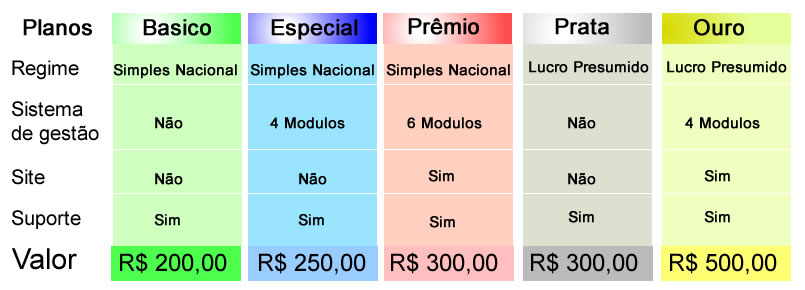 Planos Basico Especial Prêmio Prata Ouro
Regime Simples Nacional Simples Nacional Simples Nacional Lucro Presumido Lucro Presumido
Sistema
de gestão Não 4 Modulos 6 Modulos Não 4 Modulos
Site Não Não Sim Não Sim
Suporte Sim Sim Sim Sim Sim
Valor R$ 200,00 R$ 250,00 R$ 300,00 R$ 300,00 R$ 500,00